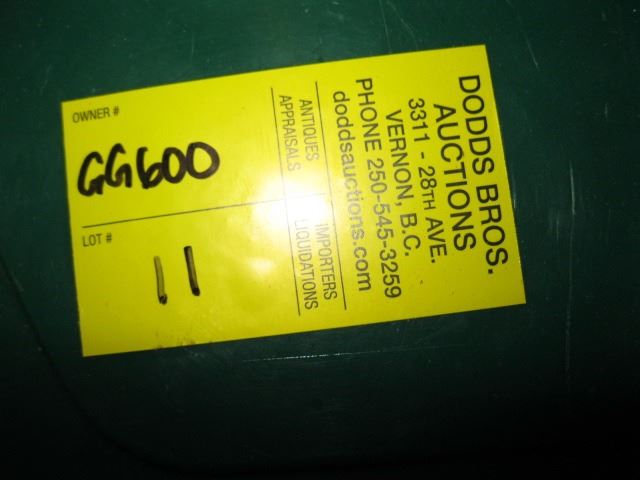 DODDS BROS.
AUCTIONS
3311 - 28TH AVE.
VERNON, B.C.
PHONE 250-545-3259
doddsauctions.com
ANTIQUES IMPORTERS
APPRAISALS LIQUIDATIONS
OWNER #
GG600
LOT #
11